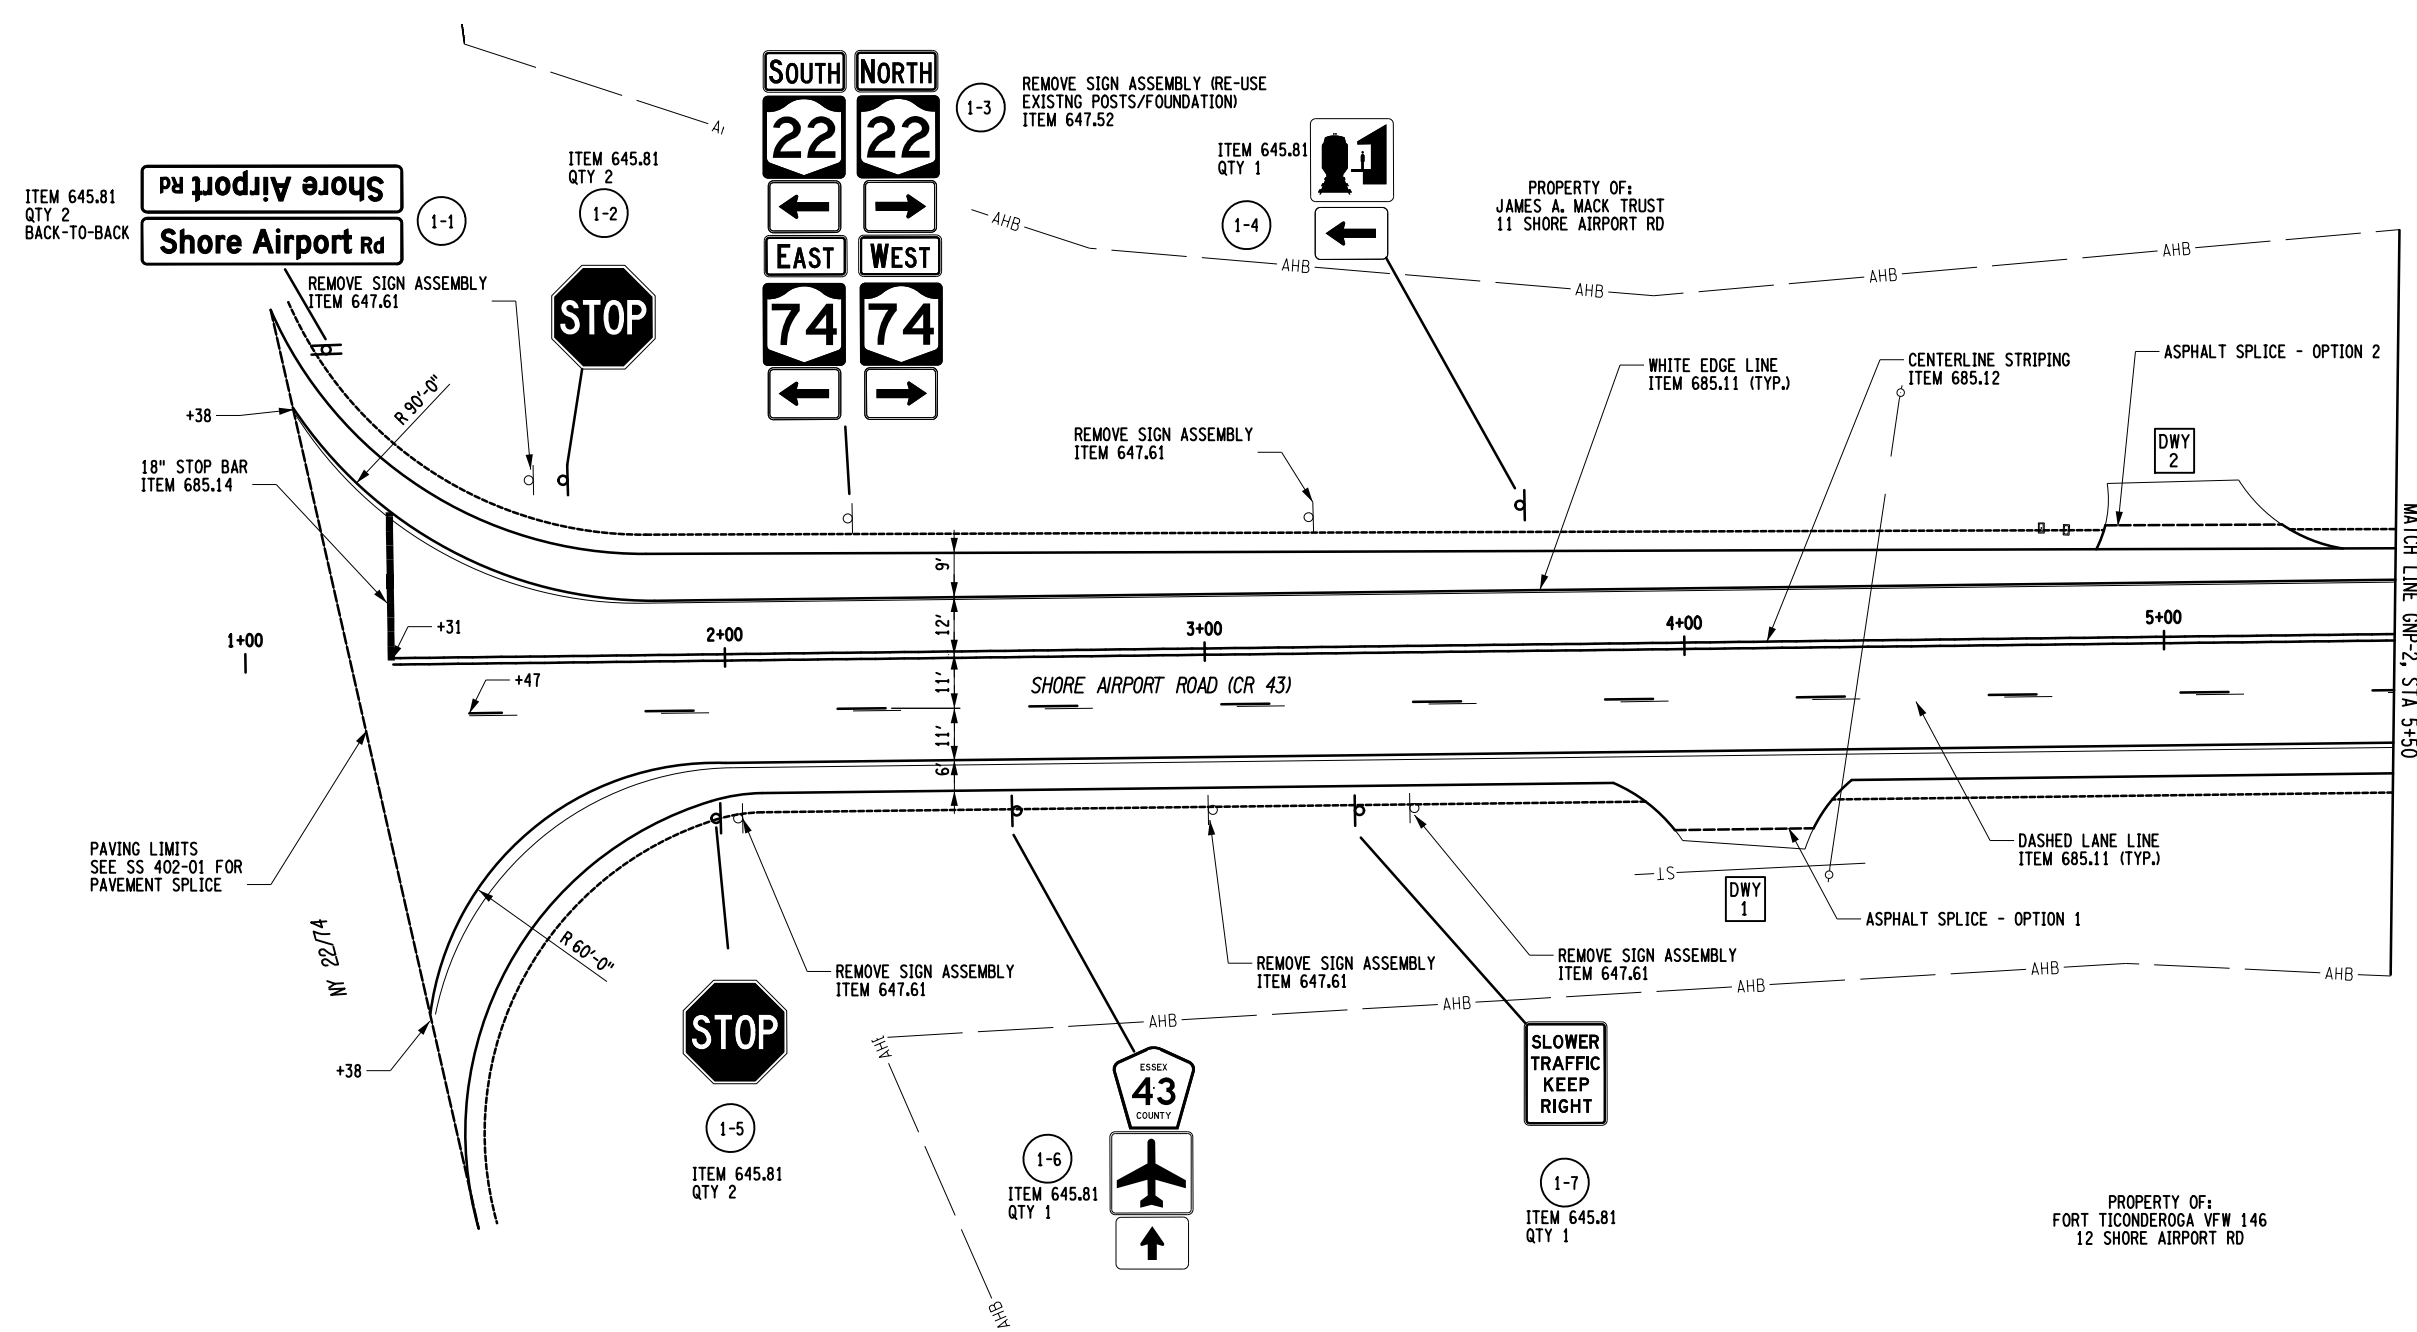 SOUTH
NORTH
22
22
EAST
WEST
74
74
1-3
REMOVE SIGN ASSEMBLY (RE-USE
EXISTNG POSTS/FOUNDATION)
ITEM 647.52
ITEM 645.81
QTY 2
BACK-TO-BACK
Shore Airport Rd
Shore Airport Rd
1-1
ITEM 645.81
QTY 2
1-2
STOP
REMOVE SIGN ASSEMBLY
ITEM 647.61
ITEM 645.81
QTY 1
1-4
PROPERTY OF:
JAMES A. MACK TRUST
11 SHORE AIRPORT RD
AHB
AHB
AHB
AHB
AHB
+38
R 90'-0"
18" STOP BAR
ITEM 685.14
REMOVE SIGN ASSEMBLY
ITEM 647.61
WHITE EDGE LINE
ITEM 685.11 (TYP.)
CENTERLINE STRIPING
ITEM 685.12
ASPHALT SPLICE - OPTION 2
DWY
2
MATCH LINE GNP-2, STA 5+50
1+00
+31
2+00
3+00
4+00
5+00
9'
12'
11'
11'
6'
+47
SHORE AIRPORT ROAD (CR 43)
PAVING LIMITS
SEE SS 402-01 FOR
PAVEMENT SPLICE
NY 22/74
R 60'-0"
+38
REMOVE SIGN ASSEMBLY
ITEM 647.61
STOP
1-5
ITEM 645.81
QTY 2
REMOVE SIGN ASSEMBLY
ITEM 647.61
REMOVE SIGN ASSEMBLY
ITEM 647.61
ST
DWY
1
DASHED LANE LINE
ITEM 685.11 (TYP.)
ASPHALT SPLICE - OPTION 1
AHB
AHB
AHB
AHB
AHB
AHB
ESSEX
43
COUNTY
1-6
ITEM 645.81
QTY 1
SLOWER
TRAFFIC
KEEP
RIGHT
1-7
ITEM 645.81
QTY 1
PROPERTY OF:
FORT TICONDEROGA VFW 146
12 SHORE AIRPORT RD